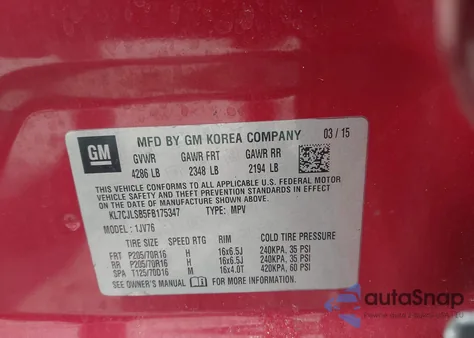 GM
MFD BY GM KOREA COMPANY 03 / 15
GVWR GAWR FRT GAWR RR
4286 LB 2348 LB 2194 LB
THIS VEHICLE CONFORMS TO ALL APPLICABLE U.S. FEDERAL MOTOR
VEHICLE SAFETY AND THEFT PREVENTION STANDARDS IN EFFECT
ON THE DATE OF MANUFACTURE SHOWN ABOVE.
KL7CJLSB5FB175347 TYPE: MPV
MODEL : 1JV76
TIRE SIZE SPEED RTG RIM COLD TIRE PRESSURE
FRT P205/70R16 H 16x6.5J 240KPA, 35 PSI
RR P205/70R16 H 16x6.5J 240KPA, 35 PSI
SPA T125/70D16 M 16x4.0T 420KPA, 60 PSI
SEE OWNER'S MANUAL FOR ADDITIONAL INFORMATION
autoSnap